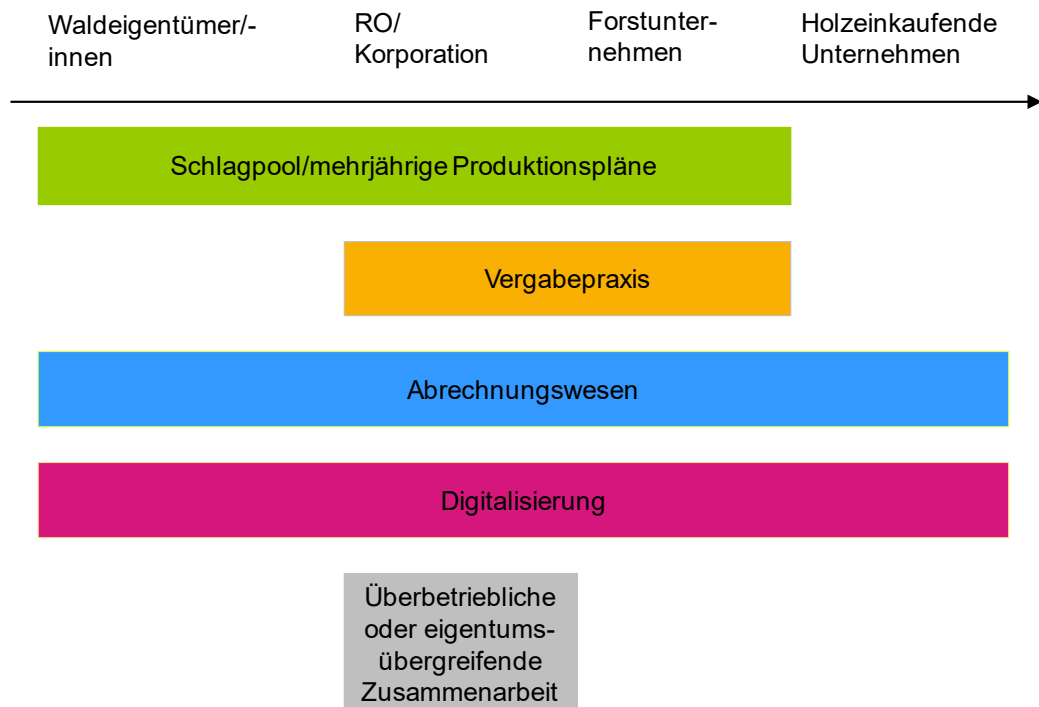 Waldeigentümer/-
innen
RO/
Korporation
Forstunter-
nehmen
Holzeinkaufende
Unternehmen
Schlagpool/mehrjährige Produktionspläne
Vergabepraxis
Abrechnungswesen
Digitalisierung
Überbetriebliche
oder eigentums-
übergreifende
Zusammenarbeit